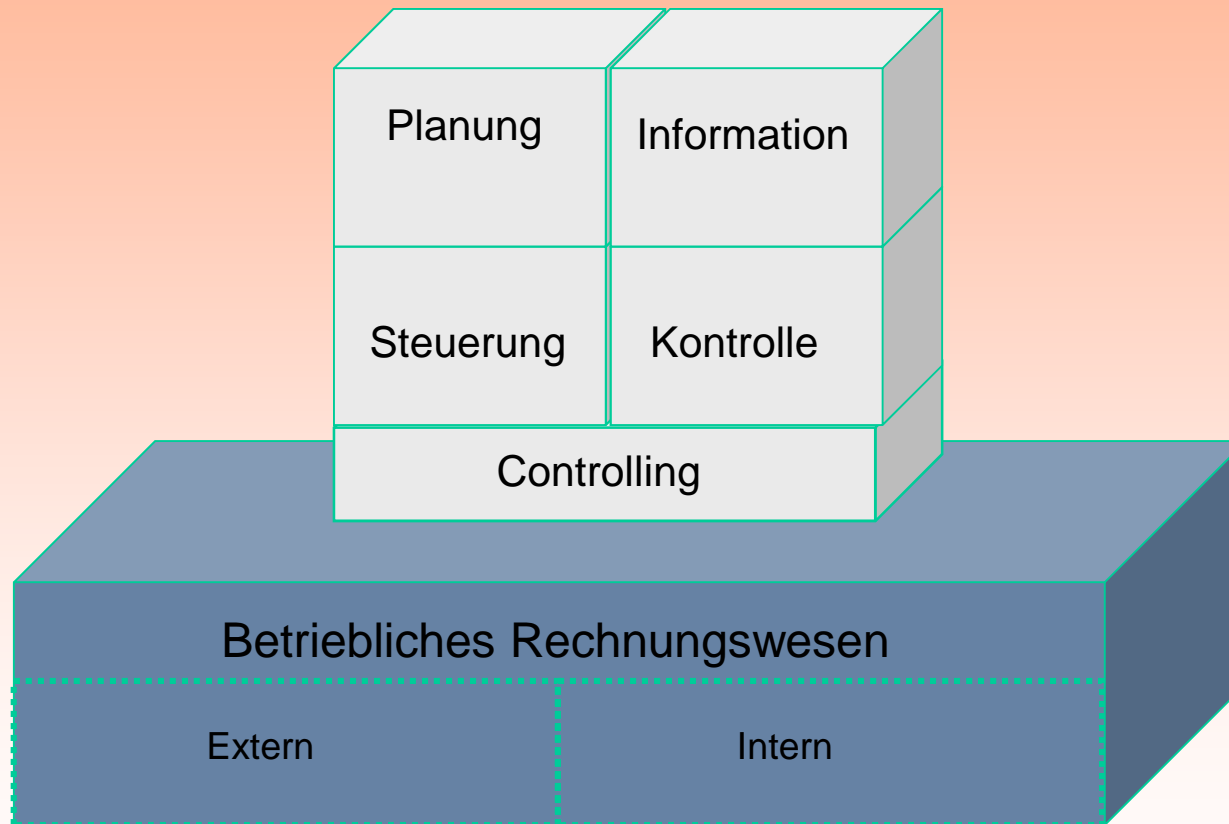 Planung
Information
Steuerung
Kontrolle
Controlling
Betriebliches Rechnungswesen
Extern
Intern